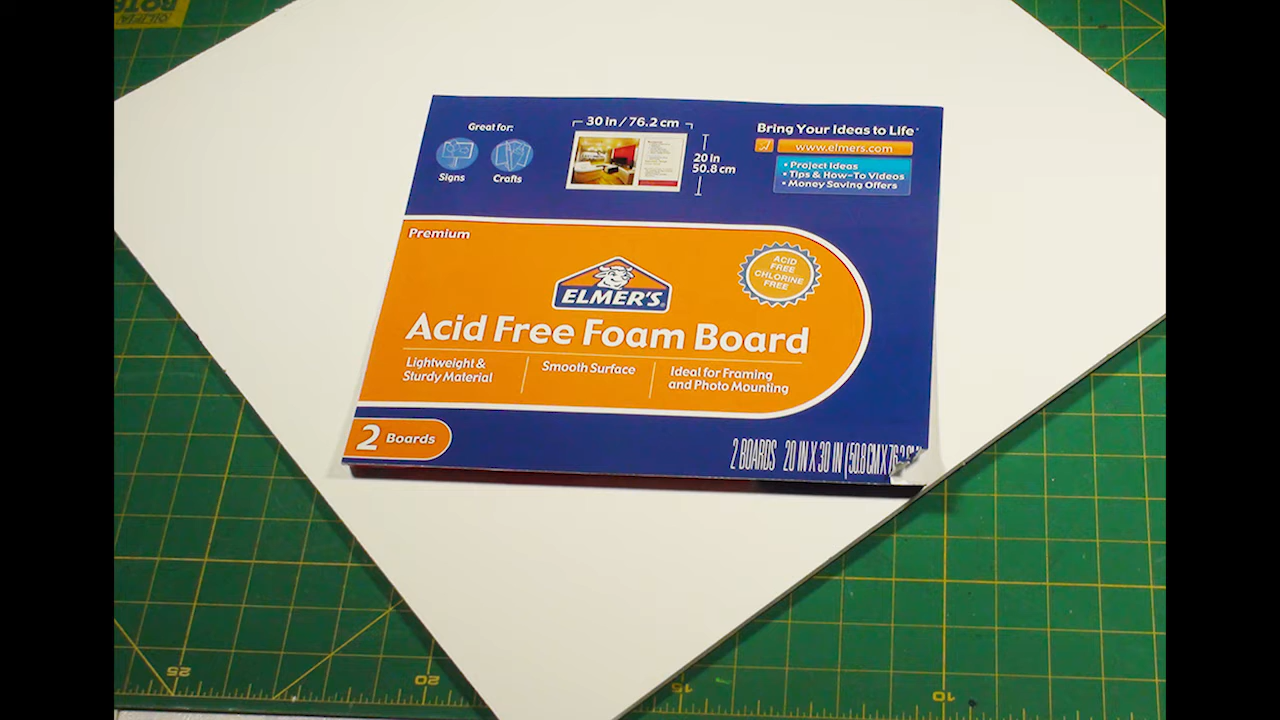 Great for:
Signs
Crafts
30 in / 76.2 cm
20 in
50.8 cm
Bring Your Ideas to Life
www.elmers.com
• Project Ideas
• Tips & How-To Videos
• Money Saving Offers
Premium
ACID
FREE
CHLORINE
FREE
ELMER'S
Acid Free Foam Board
Lightweight &
Sturdy Material
Smooth Surface
Ideal for Framing
and Photo Mounting
2 Boards
2 BOARDS 20 IN X 30 IN (50.8 CM X
25
20
15
10